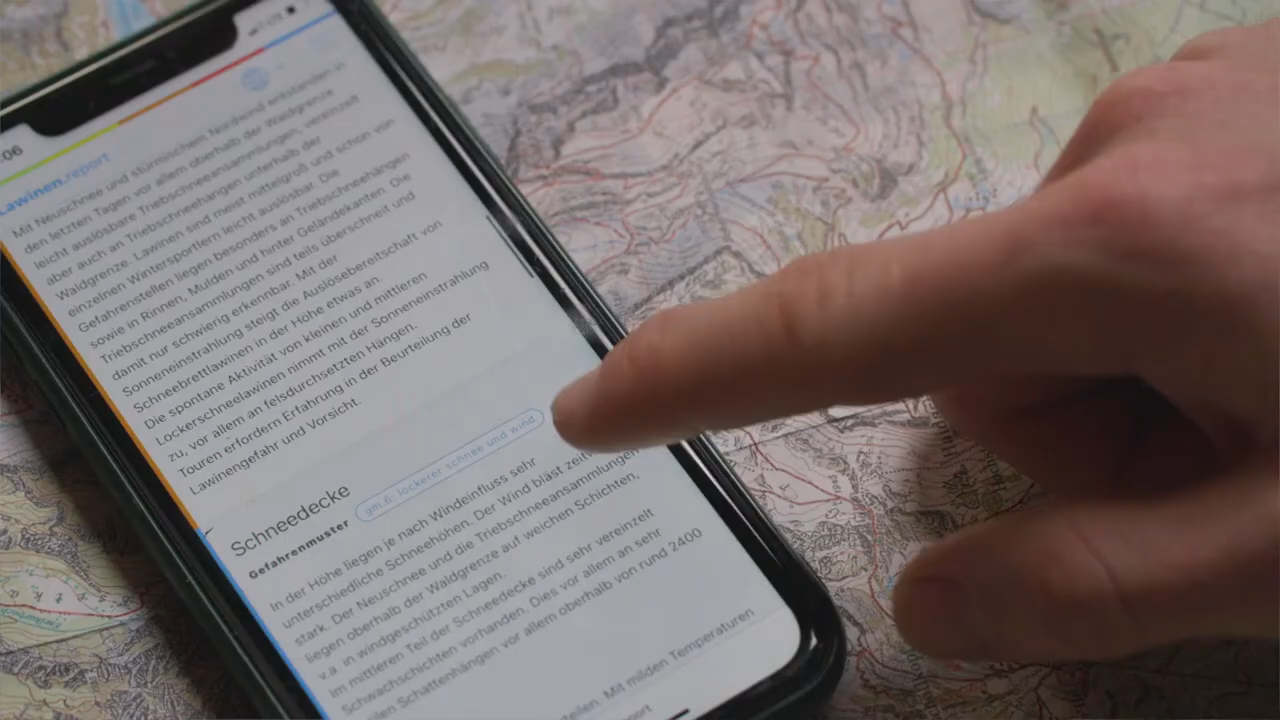 :06
Lawinen.report
Mit Neuschnee und stürmischem Nordwind entstanden in
den letzten Tagen vor allem oberhalb der Waldgrenze
leicht auslösbare Triebschneeansammlungen, vereinzelt
aber auch an Triebschneehängen unterhalb der
Waldgrenze. Lawinen sind meist mittelgroß und schon von
einzelnen Wintersportlern leicht auslösbar. Die
Gefahrenstellen liegen besonders an Triebschneehängen
sowie in Rinnen, Mulden und hinter Geländekanten. Die
Triebschneeansammlungen sind teils überschneit und
damit nur schwierig erkennbar. Mit der
Sonneneinstrahlung steigt die Auslösebereitschaft von
Schneebrettlawinen in der Höhe etwas an.
Die spontane Aktivität von kleinen und mittleren
Lockerschneelawinen nimmt mit der Sonneneinstrahlung
zu, vor allem an felsdurchsetzten Hängen.
Touren erfordern Erfahrung in der Beurteilung der
Lawinengefahr und Vorsicht.
Schneedecke
Gefahrenmuster gm.6: lockerer schnee und wind
In der Höhe liegen je nach Windeinfluss sehr
unterschiedliche Schneehöhen. Der Wind bläst
stark. Der Neuschnee und die Triebschneeansammlungen
liegen oberhalb der Waldgrenze auf weichen Schichten,
v.a. in windgeschützten Lagen.
Im mittleren Teil der Schneedecke sind sehr vereinzelt
Schwachschichten vorhanden. Dies vor allem an sehr
Schattenhängen vor allem oberhalb von rund 2400
Mit milden Temperaturen